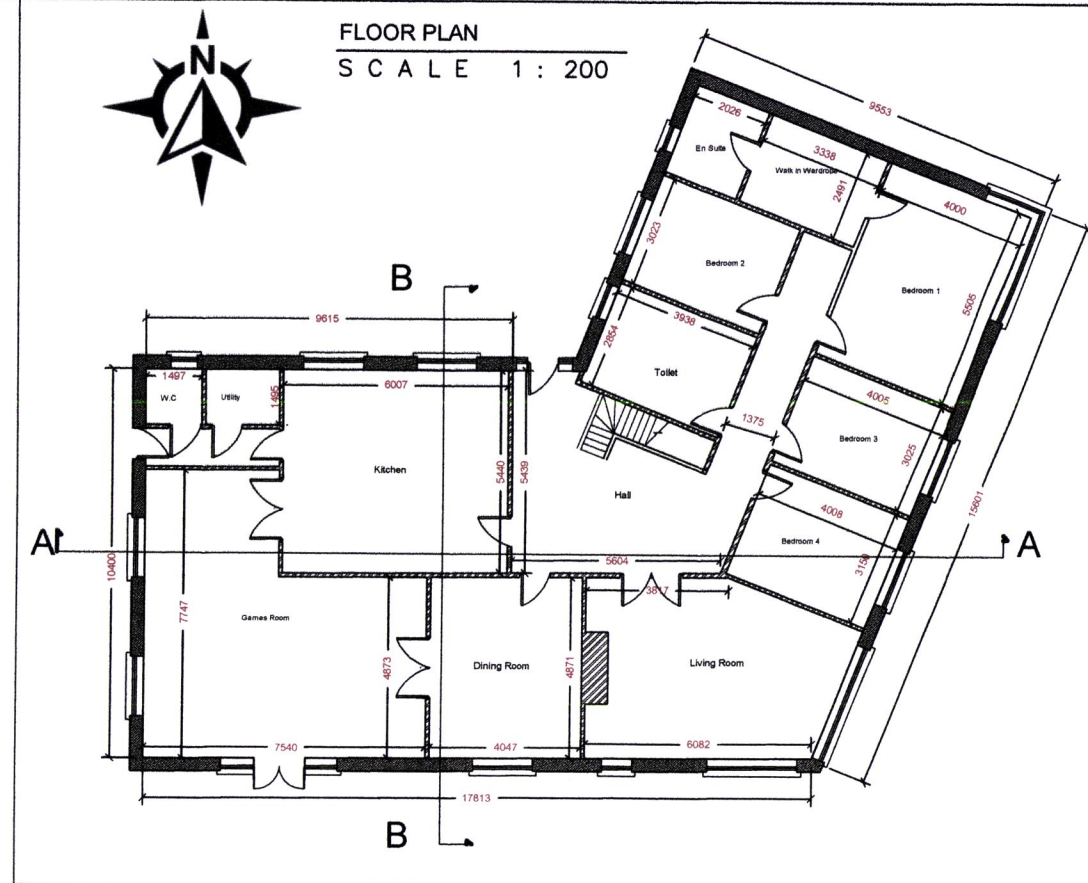 N
FLOOR PLAN
SCALE 1 : 200
9553
2026
En Suite
3338
Walk in Wardrobe
2491
4000
3023
Bedroom 2
Bedroom 1
5505
B
9615
2854
3938
Toilet
4005
1497
1495
6007
W.C
Utility
1375
Bedroom 3
3025
Kitchen
5440
5439
Hall
4008
15601
A
5604
Bedroom 4
3150
A
10400
3817
7747
Games Room
4873
Dining Room
4871
Living Room
7540
4047
6082
17813
B